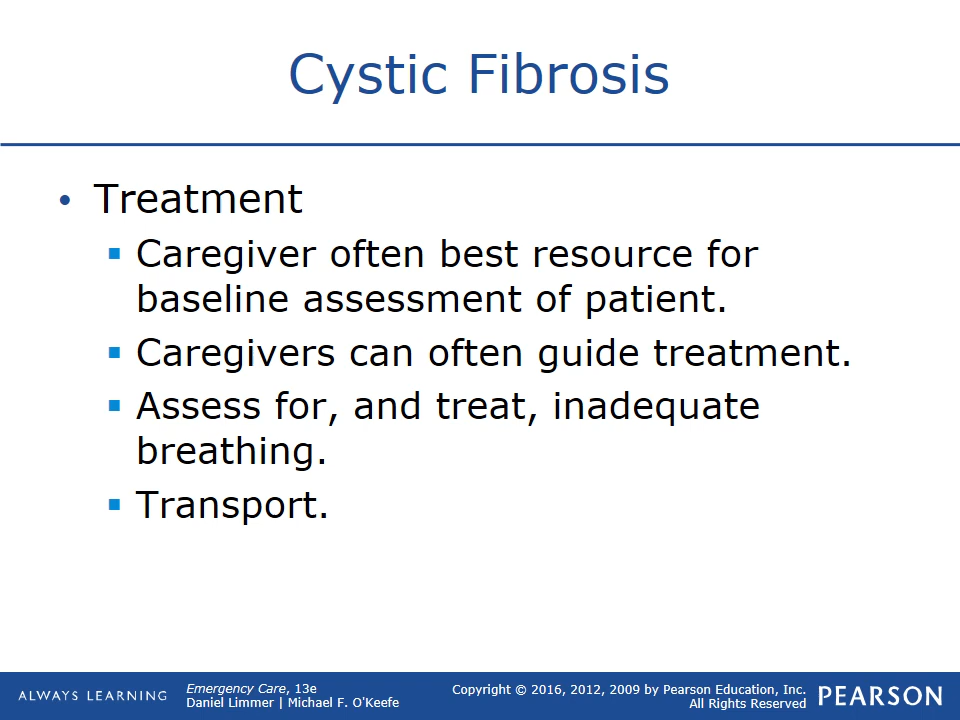 Cystic Fibrosis
• Treatment
▪ Caregiver often best resource for
baseline assessment of patient.
▪ Caregivers can often guide treatment.
▪ Assess for, and treat, inadequate
breathing.
▪ Transport.
ALWAYS LEARNING
Emergency Care, 13e
Daniel Limmer | Michael F. O'Keefe
Copyright © 2016, 2012, 2009 by Pearson Education, Inc.
All Rights Reserved
PEARSON